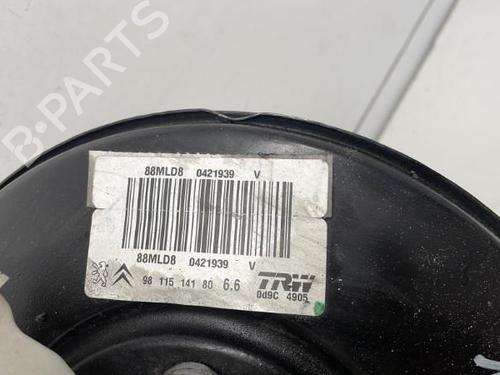 B-PARTS
88MLD8 0421939 V
88MLD8 0421939 V
98 115 141 80 6.6
TRW
0d9C 4905